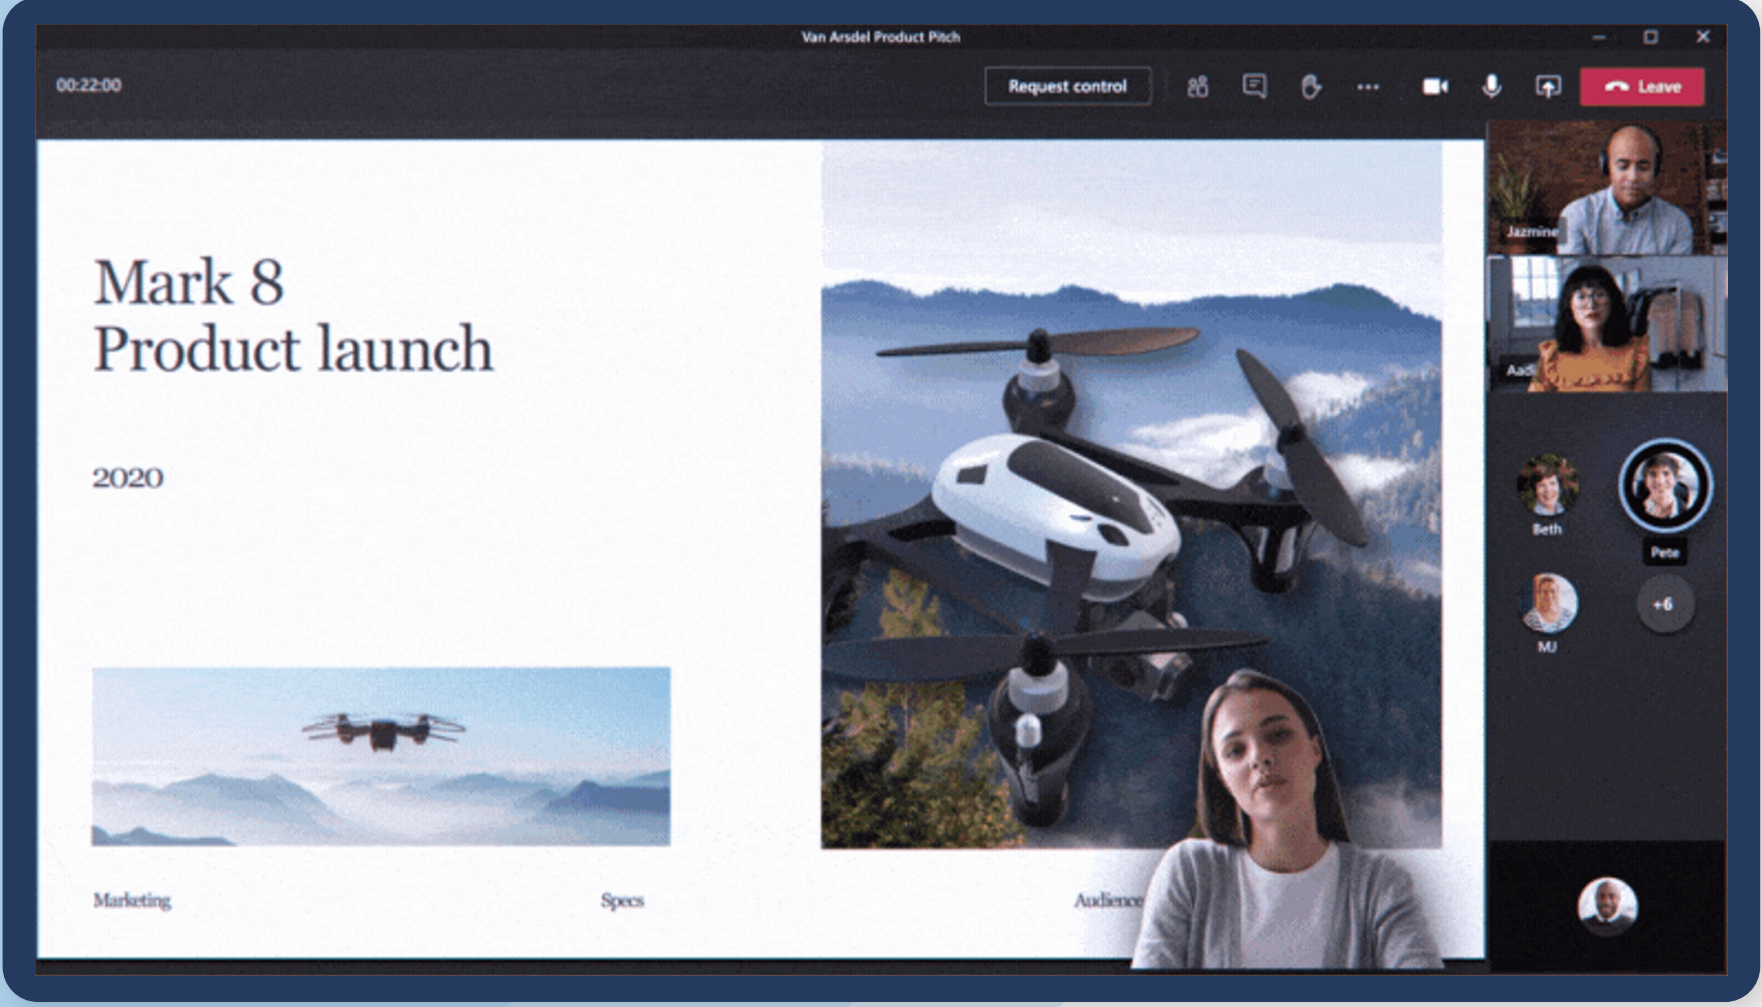 Van Arsdel Product Pitch
00:22:00
Request control
Leave
Mark 8
Product launch
2020
Marketing
Specs
Audience
Jazmine
Aadi
Beth
Pete
MJ
+6